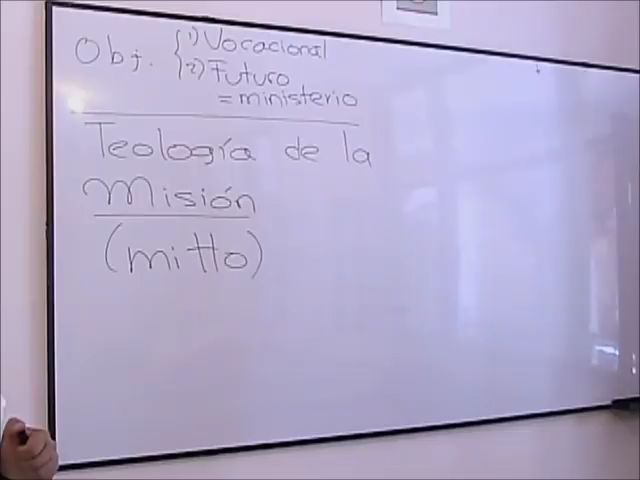 Obj. 1) Vocacional
2) Futuro
= ministerio
Teología de la
Misión
(mitto)